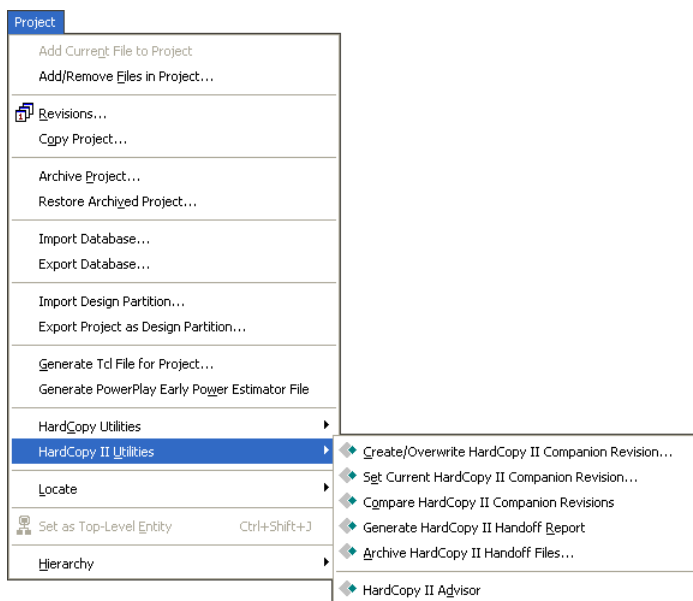 Project
Add Current File to Project
Add/Remove Files in Project...
Revisions...
Copy Project...
Archive Project...
Restore Archived Project...
Import Database...
Export Database...
Import Design Partition...
Export Project as Design Partition...
Generate Tcl File for Project...
Generate PowerPlay Early Power Estimator File
HardCopy Utilities
HardCopy II Utilities
Create/Overwrite HardCopy II Companion Revision...
Set Current HardCopy II Companion Revision...
Compare HardCopy II Companion Revisions
Generate HardCopy II Handoff Report
Archive HardCopy II Handoff Files...
HardCopy II Advisor
Locate
Set as Top-Level Entity Ctrl+Shift+J
Hierarchy